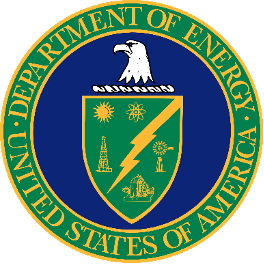 DEPARTMENT OF ENERGY
UNITED STATES OF AMERICA